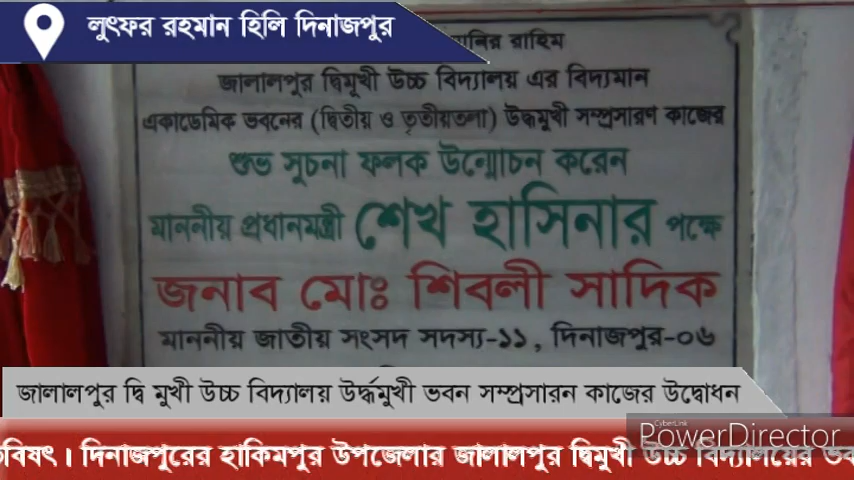 লুৎফর রহমান হিলি দিনাজপুর
রাহিম
জালালপুর দ্বিমূখী উচ্চ বিদ্যালয় এর বিদ্যমান
একাডেমিক ভবনের (দ্বিতীয় ও তৃতীয়তলা) উদ্ধমুখী সম্প্রসারণ কাজের
শুভ সুচনা ফলক উন্মোচন করেন
মাননীয় প্রধানমন্ত্রী শেখ হাসিনার পক্ষে
জনাব মোঃ শিবলী সাদিক
মাননীয় জাতীয় সংসদ সদস্য-১১, দিনাজপুর-০৬
জালালপুর দ্বি মুখী উচ্চ বিদ্যালয় উর্দ্ধমুখী ভবন সম্প্রসারন কাজের উদ্বোধন
CyberLink
PowerDirector
। দিনাজপুরের হাকিমপুর উপজেলার জালালপুর দ্বিমুখী উচ্চ বিদ্যালয়ের